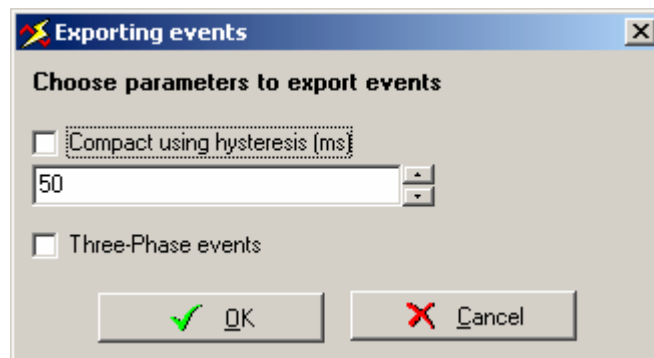 Exporting events
Choose parameters to export events
Compact using hysteresis (ms)
50
Three-Phase events
OK Cancel